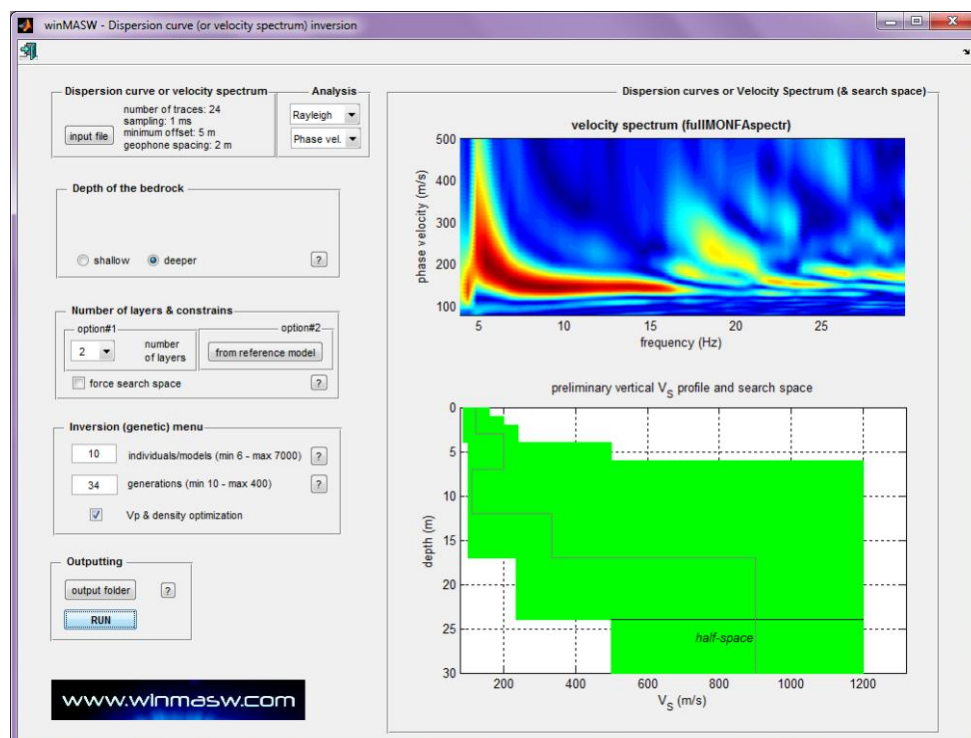 winMASW - Dispersion curve (or velocity spectrum) inversion
Dispersion curve or velocity spectrum
input file
number of traces: 24
sampling: 1 ms
minimum offset: 5 m
geophone spacing: 2 m
Analysis
Rayleigh
Phase vel.
Depth of the bedrock
shallow
deeper
?
Number of layers & constrains
option#1
2
number
of layers
option#2
from reference model
force search space
?
Inversion (genetic) menu
10
individuals/models (min 6 - max 7000)
?
34
generations (min 10 - max 400)
?
Vp & density optimization
Outputting
output folder
?
RUN
www.winmasw.com
Dispersion curves or Velocity Spectrum (& search space)
velocity spectrum (fullMONFAspectr)
500
400
300
200
100
phase velocity (m/s)
5
10
15
20
25
frequency (Hz)
preliminary vertical VS profile and search space
0
5
10
15
20
25
30
depth (m)
half-space
200
400
600
800
1000
1200
VS (m/s)